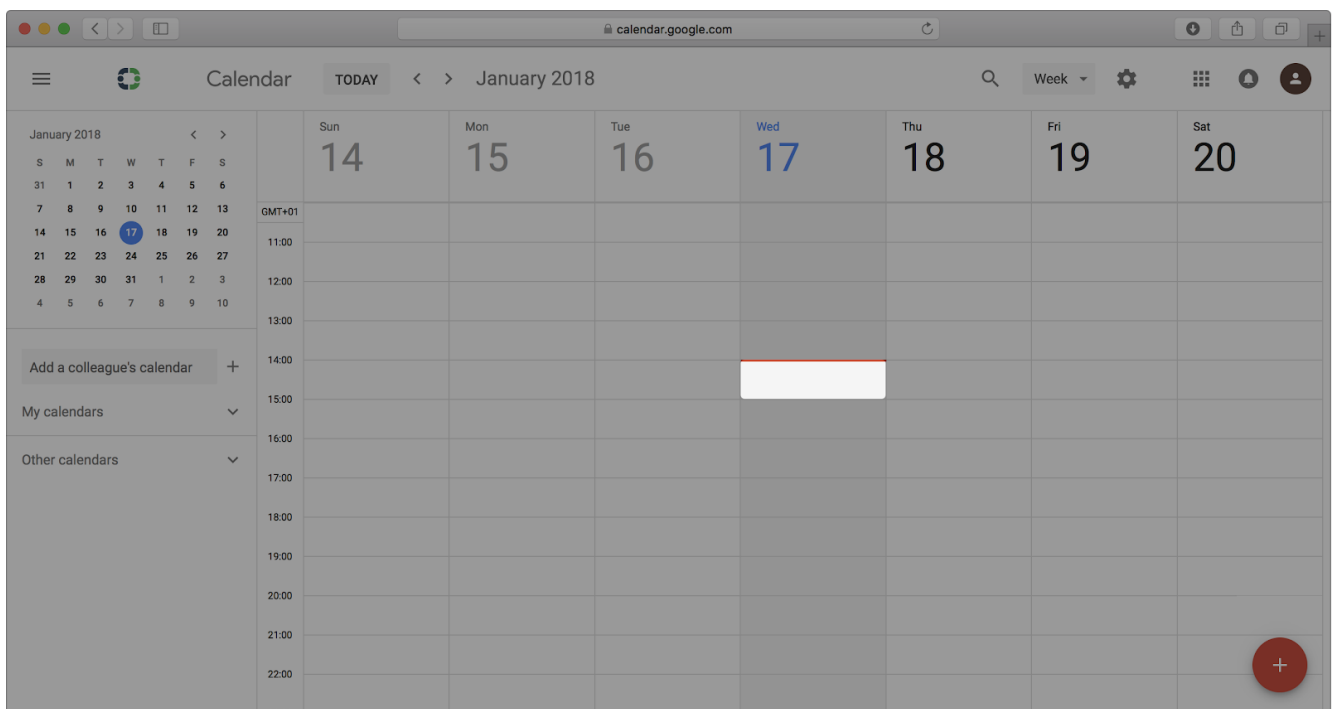 calendar.google.com
Calendar TODAY January 2018 Week
January 2018
S M T W T F S
31 1 2 3 4 5 6
7 8 9 10 11 12 13
14 15 16 17 18 19 20
21 22 23 24 25 26 27
28 29 30 31 1 2 3
4 5 6 7 8 9 10
Add a colleague's calendar
My calendars
Other calendars
Sun Mon Tue Wed Thu Fri Sat
14 15 16 17 18 19 20
GMT+01
11:00
12:00
13:00
14:00
15:00
16:00
17:00
18:00
19:00
20:00
21:00
22:00